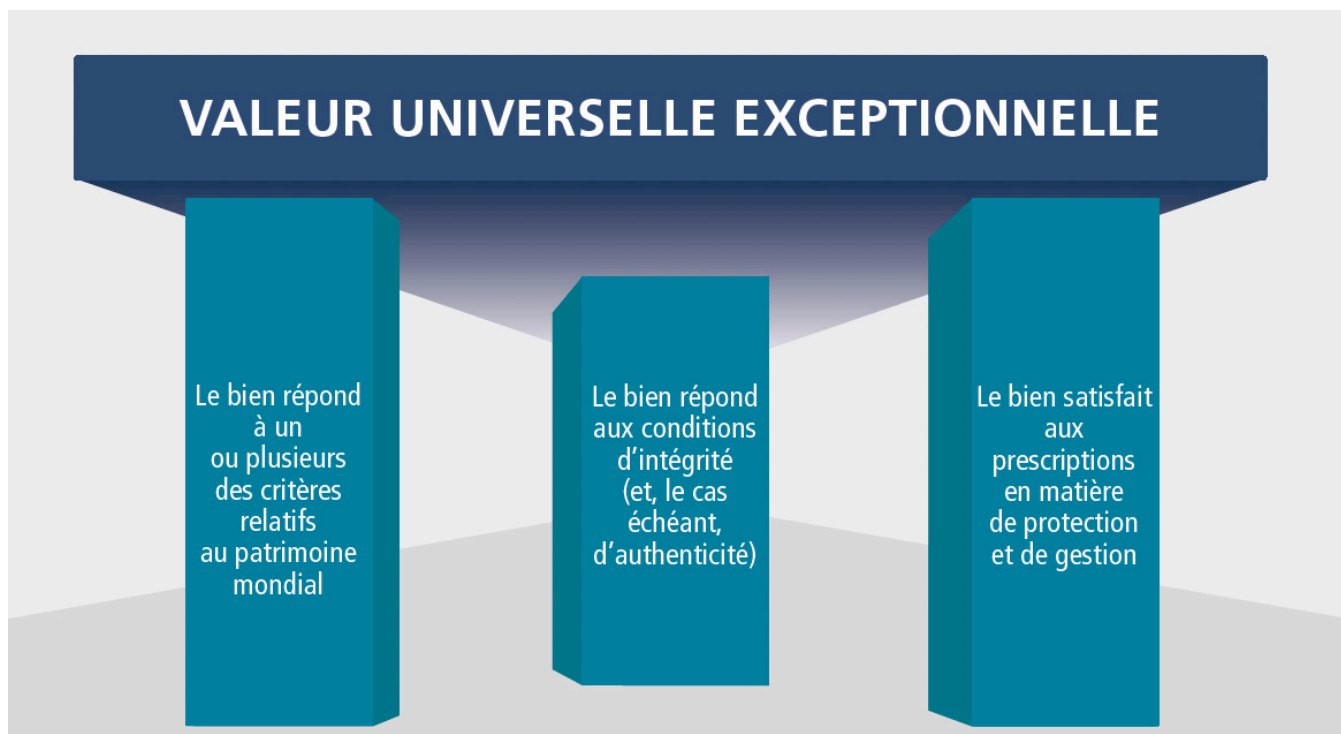 VALEUR UNIVERSELLE EXCEPTIONNELLE
Le bien répond
à un
ou plusieurs
des critères
relatifs
au patrimoine
mondial
Le bien répond
aux conditions
d’intégrité
(et, le cas
échéant,
d’authenticité)
Le bien satisfait
aux
prescriptions
en matière
de protection
et de gestion